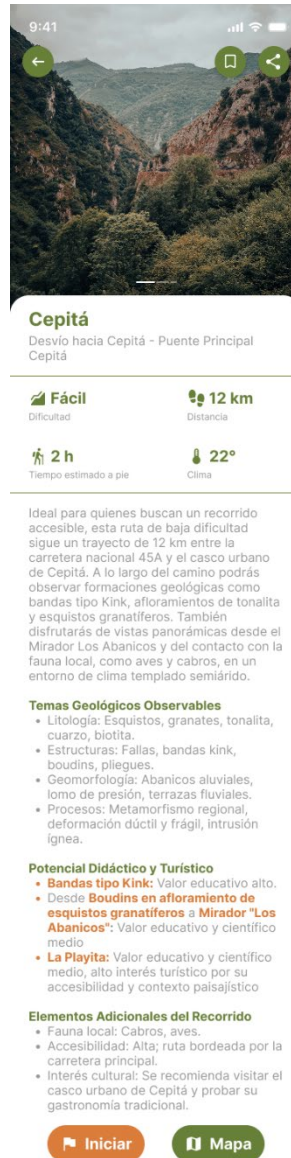 9:41
Cepitá
Desvío hacia Cepitá - Puente Principal
Cepitá
Fácil
Dificultad
12 km
Distancia
2 h
Tiempo estimado a pie
22°
Clima
Ideal para quienes buscan un recorrido
accesible, esta ruta de baja dificultad
sigue un trayecto de 12 km entre la
carretera nacional 45A y el casco urbano
de Cepitá. A lo largo del camino podrás
observar formaciones geológicas como
bandas tipo Kink, afloramientos de tonalita
y esquistos granatíferos. También
disfrutarás de vistas panorámicas desde el
Mirador Los Abanicos y del contacto con la
fauna local, como aves y cabros, en un
entorno de clima templado semiárido.
Temas Geológicos Observables
• Litología: Esquistos, granates, tonalita,
cuarzo, biotita.
• Estructuras: Fallas, bandas kink,
boudins, pliegues.
• Geomorfología: Abanicos aluviales,
lomo de presión, terrazas fluviales.
• Procesos: Metamorfismo regional,
deformación dúctil y frágil, intrusión
ígnea.
Potencial Didáctico y Turístico
• Bandas tipo Kink: Valor educativo alto.
• Desde Boudins en afloramiento de
esquistos granatíferos a Mirador "Los
Abanicos": Valor educativo y científico
medio
• La Playita: Valor educativo y científico
medio, alto interés turístico por su
accesibilidad y contexto paisajístico
Elementos Adicionales del Recorrido
• Fauna local: Cabros, aves.
• Accesibilidad: Alta; ruta bordeada por la
carretera principal.
• Interés cultural: Se recomienda visitar el
casco urbano de Cepitá y probar su
gastronomía tradicional.
Iniciar
Mapa